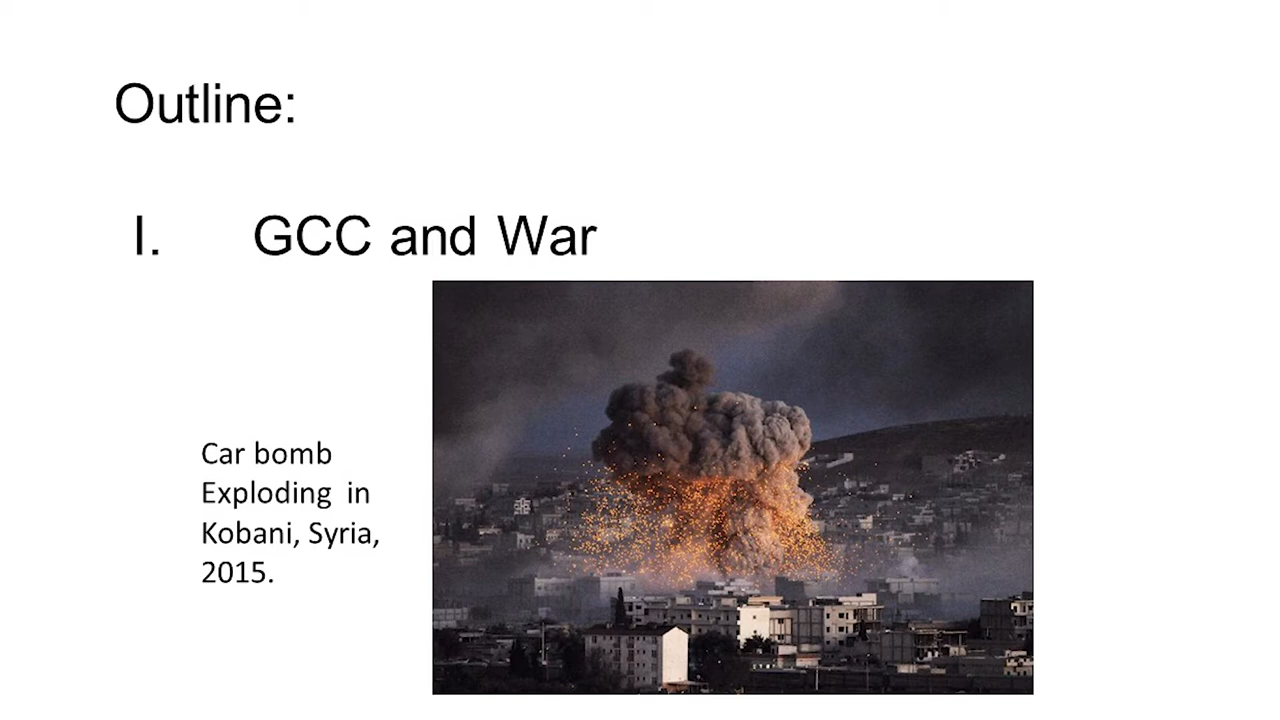 Outline:
I. GCC and War
Car bomb
Exploding in
Kobani, Syria,
2015.